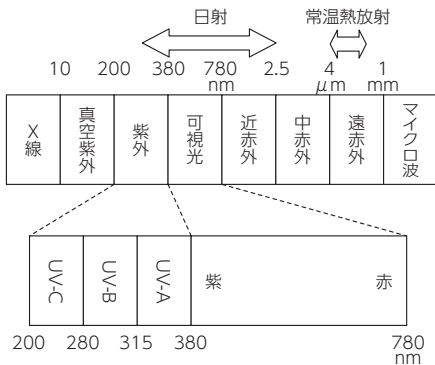 日射
常温熱放射
10 200 380 780 nm 2.5 4 μm 1 mm
X線
真空紫外
紫外
可視光
近赤外
中赤外
遠赤外
マイクロ波
UV-C
UV-B
UV-A
紫
赤
200 280 315 380 780 nm